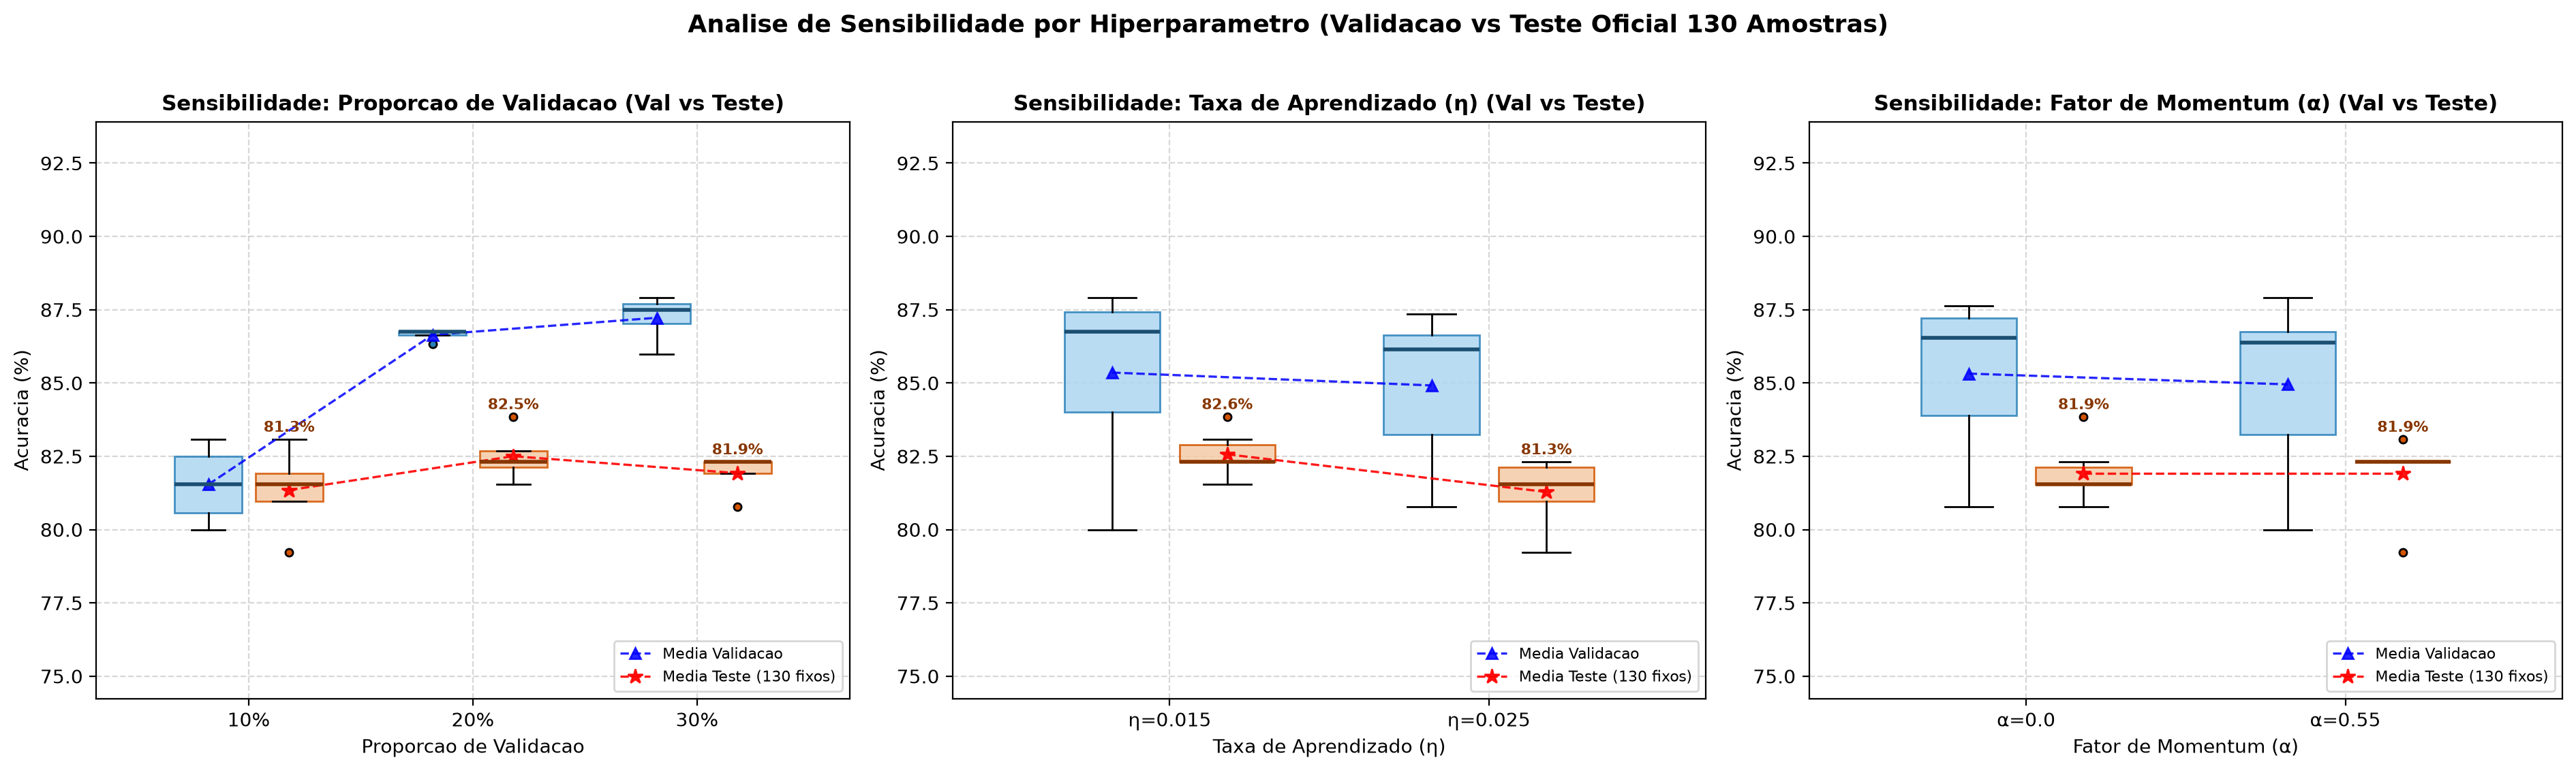 Analise de Sensibilidade por Hiperparametro (Validacao vs Teste Oficial 130 Amostras)
Sensibilidade: Proporcao de Validacao (Val vs Teste)
92.5
90.0
87.5
85.0
82.5
80.0
77.5
75.0
Acuracia (%)
81.3%
82.5%
81.9%
Media Validacao
Media Teste (130 fixos)
10%
20%
30%
Proporcao de Validacao
Sensibilidade: Taxa de Aprendizado (η) (Val vs Teste)
92.5
90.0
87.5
85.0
82.5
80.0
77.5
75.0
Acuracia (%)
82.6%
81.3%
Media Validacao
Media Teste (130 fixos)
η=0.015
η=0.025
Taxa de Aprendizado (η)
Sensibilidade: Fator de Momentum (α) (Val vs Teste)
92.5
90.0
87.5
85.0
82.5
80.0
77.5
75.0
Acuracia (%)
81.9%
81.9%
Media Validacao
Media Teste (130 fixos)
α=0.0
α=0.55
Fator de Momentum (α)